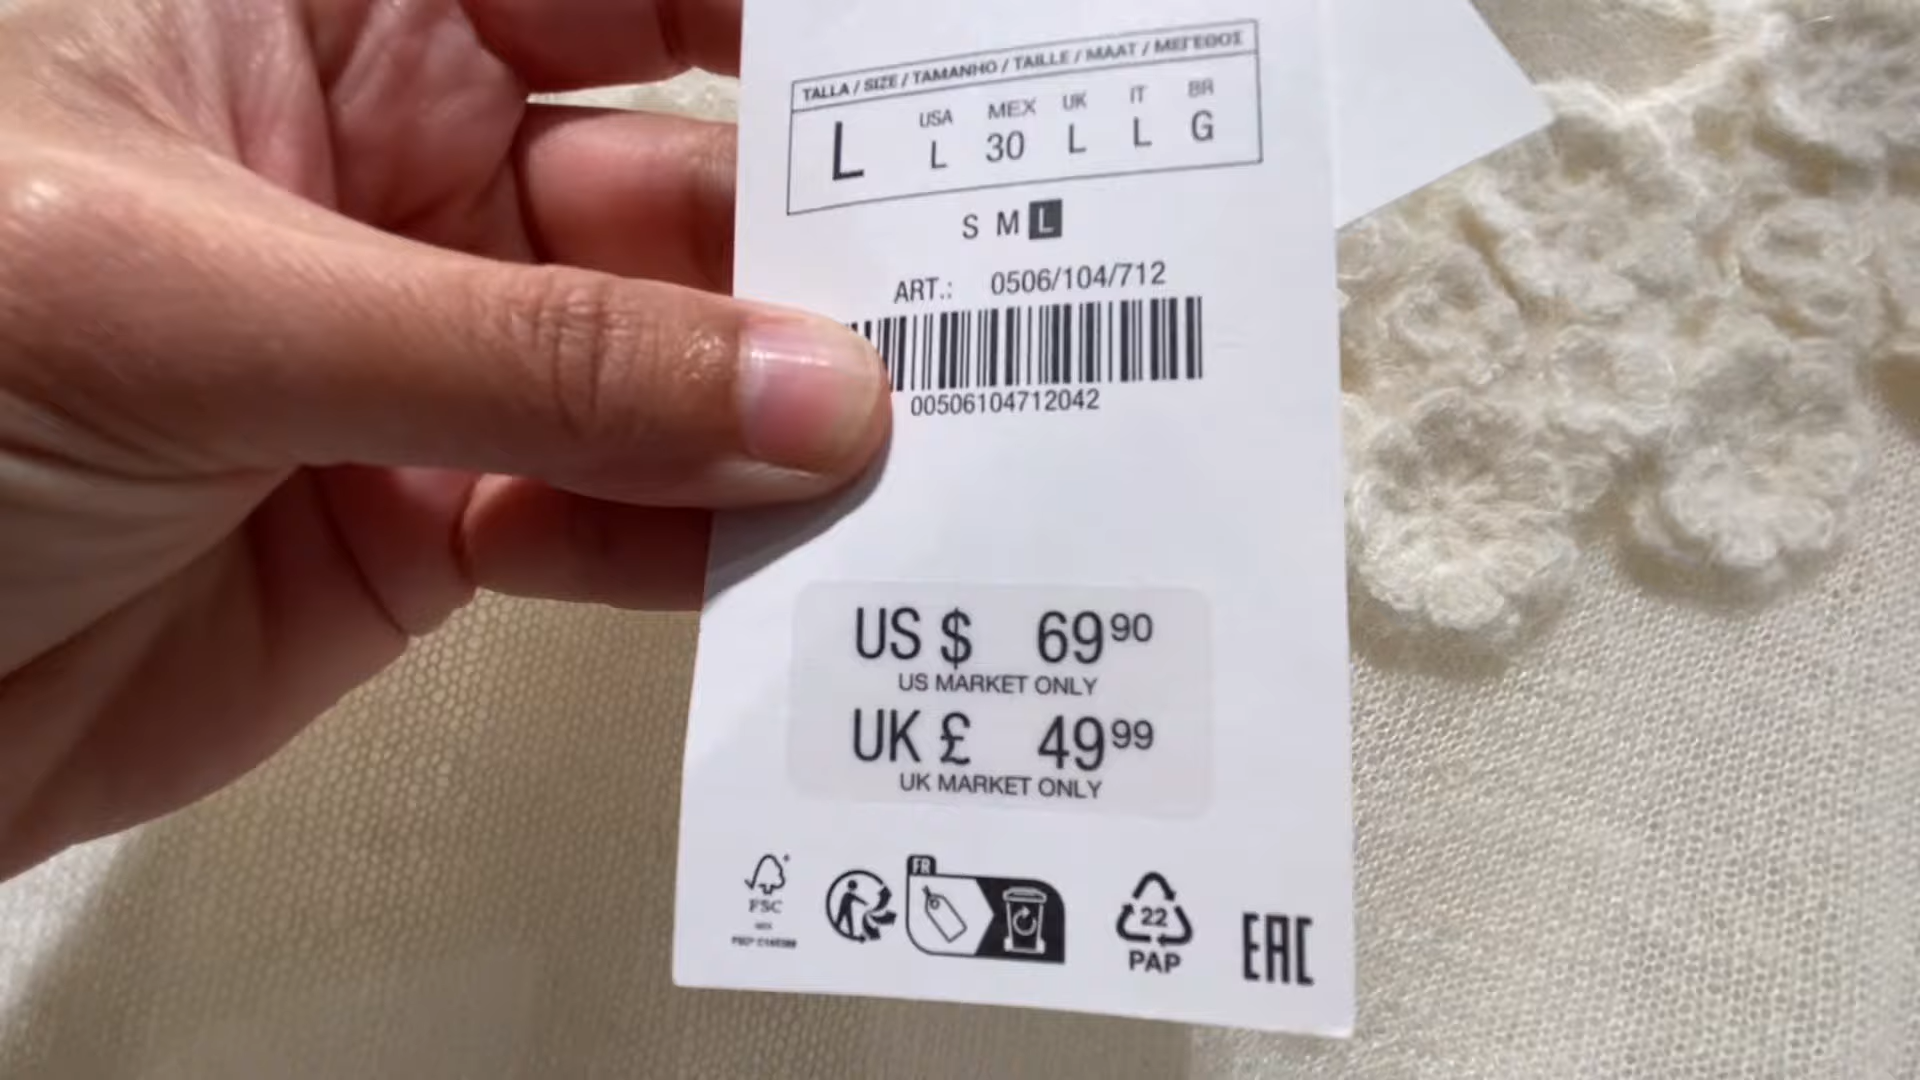 TALLA / SIZE / TAMANHO / TAILLE / MAAT / ΜΕΓΕΘΟΣ
USA MEX UK IT BR
L L 30 L L G
S M L
ART.: 0506/104/712
00506104712042
US $ 69 90
US MARKET ONLY
UK £ 49 99
UK MARKET ONLY
FR
FSC
22
PAP
EAC